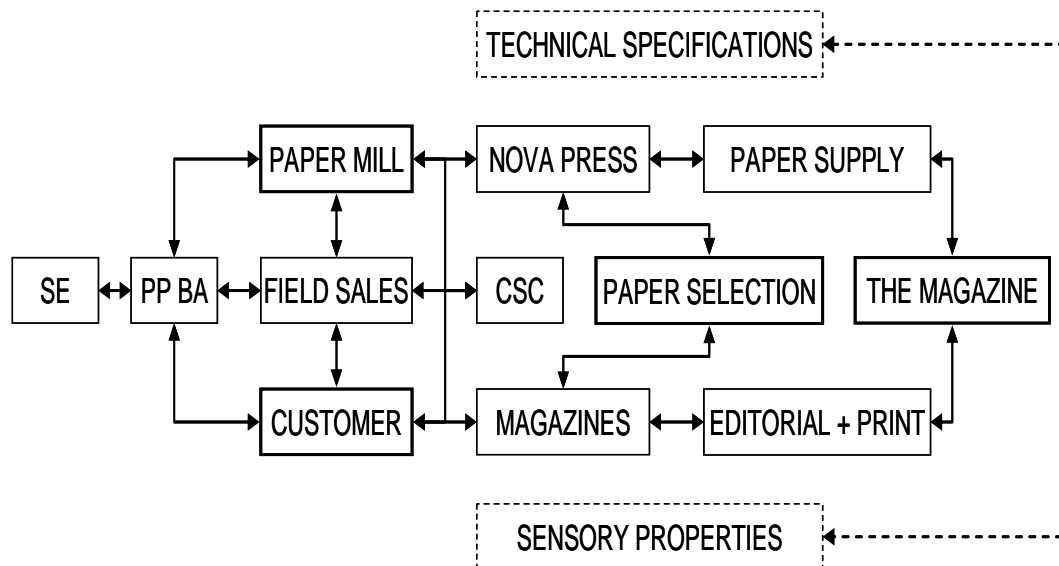 TECHNICAL SPECIFICATIONS
PAPER MILL
NOVA PRESS
PAPER SUPPLY
SE
PP BA
FIELD SALES
CSC
PAPER SELECTION
THE MAGAZINE
CUSTOMER
MAGAZINES
EDITORIAL + PRINT
SENSORY PROPERTIES